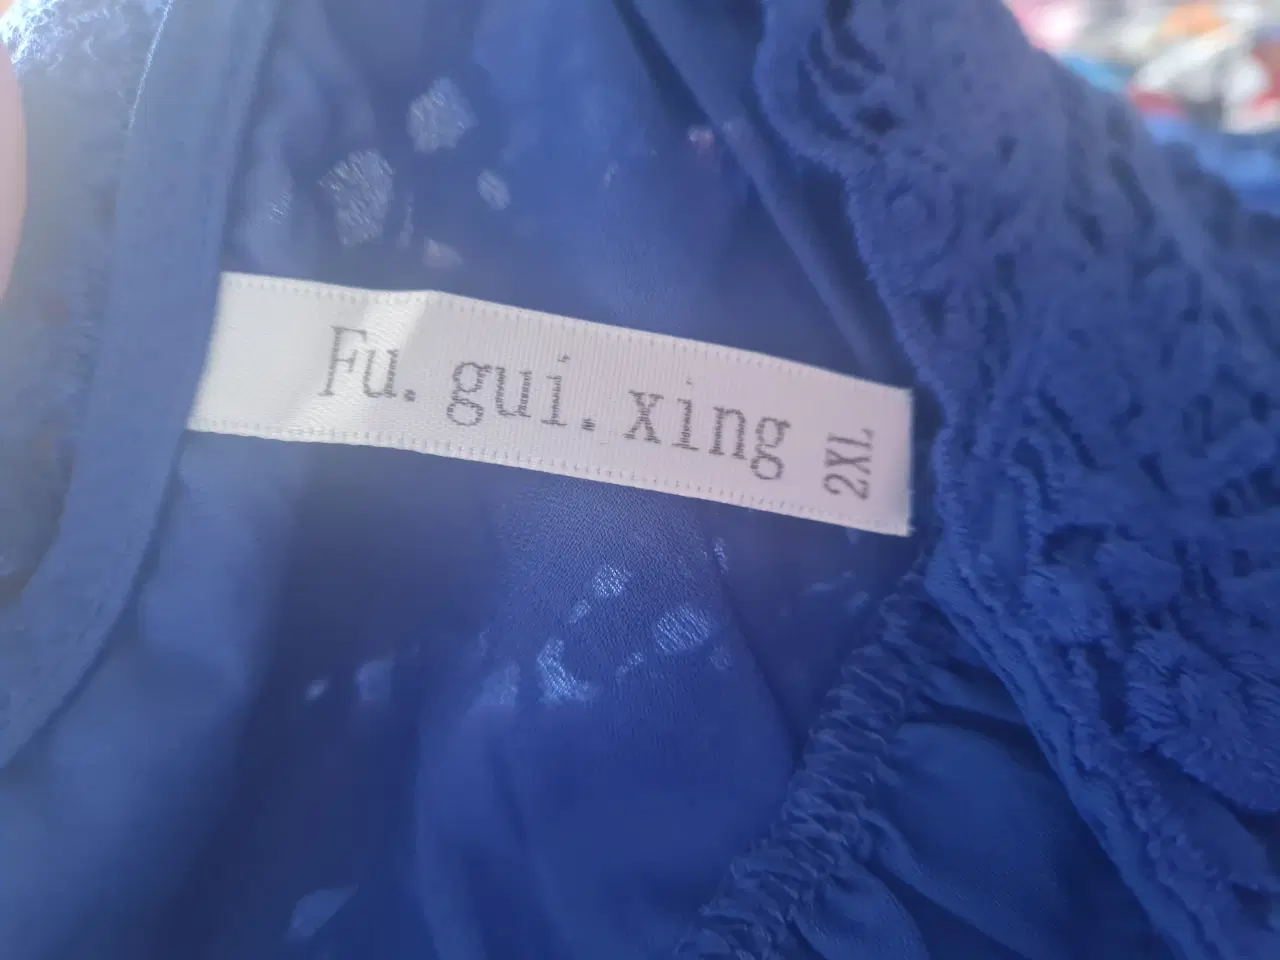 Fu. gui. xing
2XL